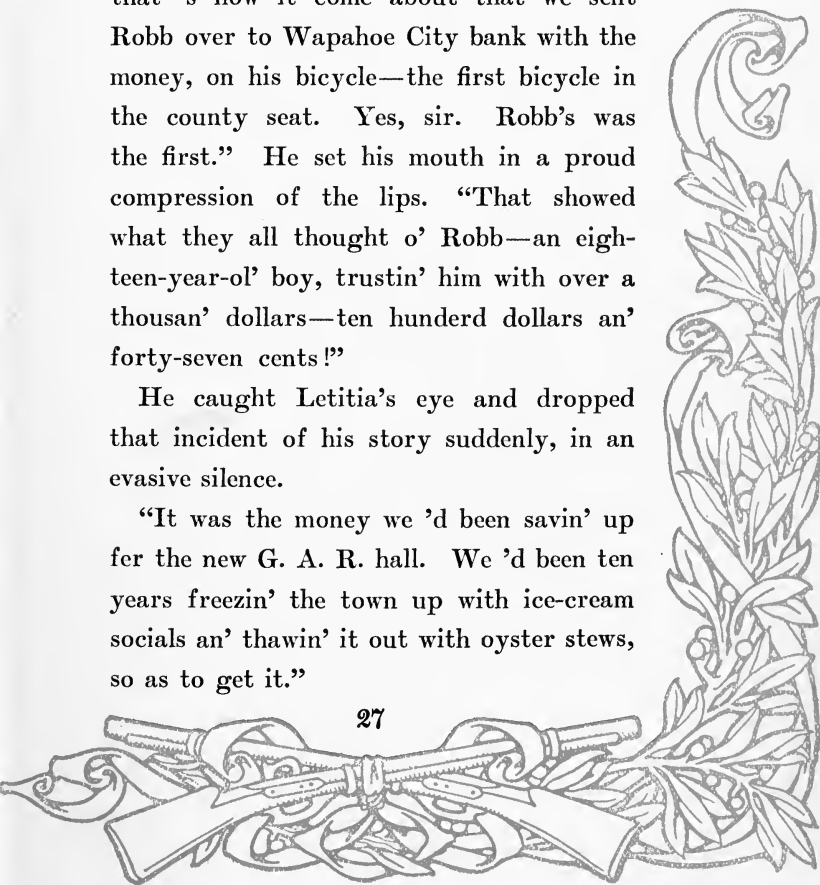 that 's how it come about that we sent
Robb over to Wapahoe City bank with the
money, on his bicycle—the first bicycle in
the county seat. Yes, sir. Robb's was
the first.” He set his mouth in a proud
compression of the lips. “That showed
what they all thought o’ Robb—an eigh-
teen-year-ol’ boy, trustin’ him with over a
thousan’ dollars—ten hunderd dollars an’
forty-seven cents!”
He caught Letitia’s eye and dropped
that incident of his story suddenly, in an
evasive silence.
“It was the money we ’d been savin’ up
fer the new G. A. R. hall. We ’d been ten
years freezin’ the town up with ice-cream
socials an’ thawin’ it out with oyster stews,
so as to get it.”
27